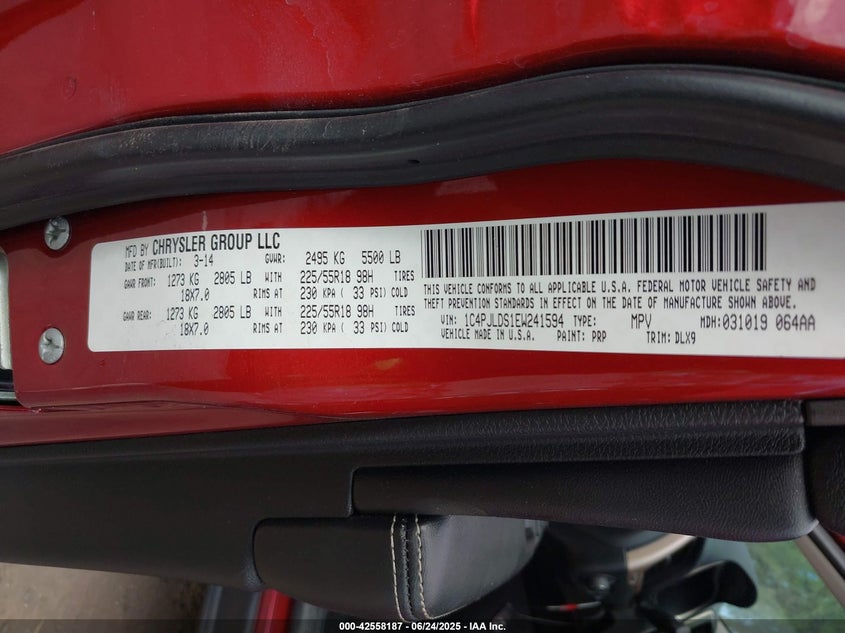 MFD BY CHRYSLER GROUP LLC
DATE OF MFR(BUILT): 3-14 GVWR: 2495 KG 5500 LB
GAWR FRONT: 1273 KG 2805 LB WITH 225/55R18 98H TIRES
18X7.0 RIMS AT 230 KPA ( 33 PSI) COLD
GAWR REAR: 1273 KG 2805 LB WITH 225/55R18 98H TIRES
18X7.0 RIMS AT 230 KPA ( 33 PSI) COLD
THIS VEHICLE CONFORMS TO ALL APPLICABLE U.S.A. FEDERAL MOTOR VEHICLE SAFETY AND
THEFT PREVENTION STANDARDS IN EFFECT ON THE DATE OF MANUFACTURE SHOWN ABOVE.
VIN: 1C4PJLDS1EW241594 TYPE: MPV MDH: 031019 064AA
VEHICLE MADE IN U.S.A. PAINT: PRP TRIM: DLX9
000-42558187 - 06/24/2025 - IAA Inc.